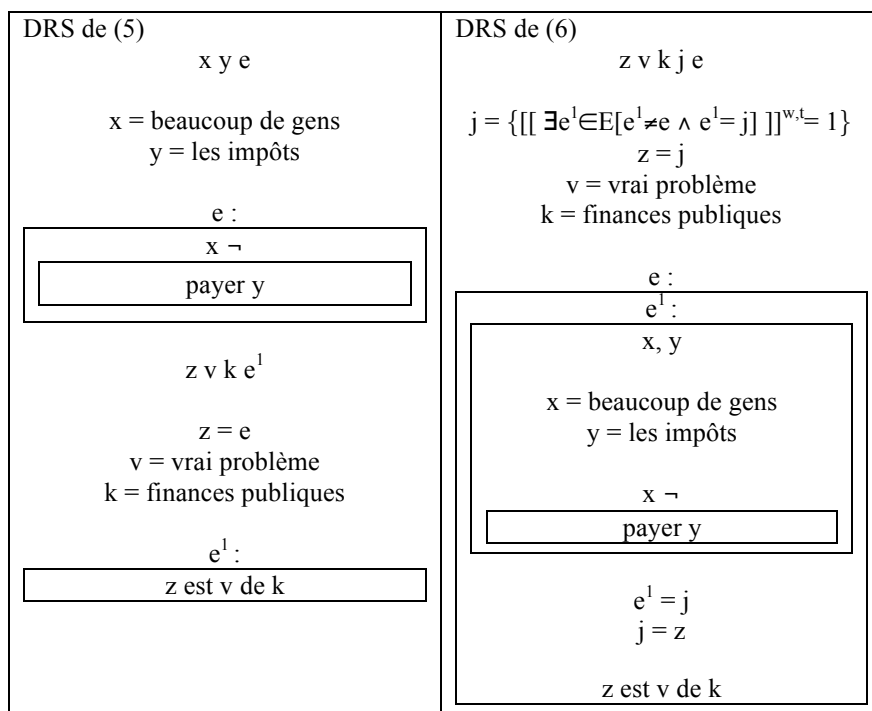 DRS de (5)
x y e
x = beaucoup de gens
y = les impôts
e :
x ¬
payer y
z v k e¹
z = e
v = vrai problème
k = finances publiques
e¹ :
z est v de k
DRS de (6)
z v k j e
j = {[[ ∃e¹∈E[e¹≠e ∧ e¹= j] ]]ʷ,ᵗ= 1}
z = j
v = vrai problème
k = finances publiques
e :
e¹ :
x, y
x = beaucoup de gens
y = les impôts
x ¬
payer y
e¹ = j
j = z
z est v de k